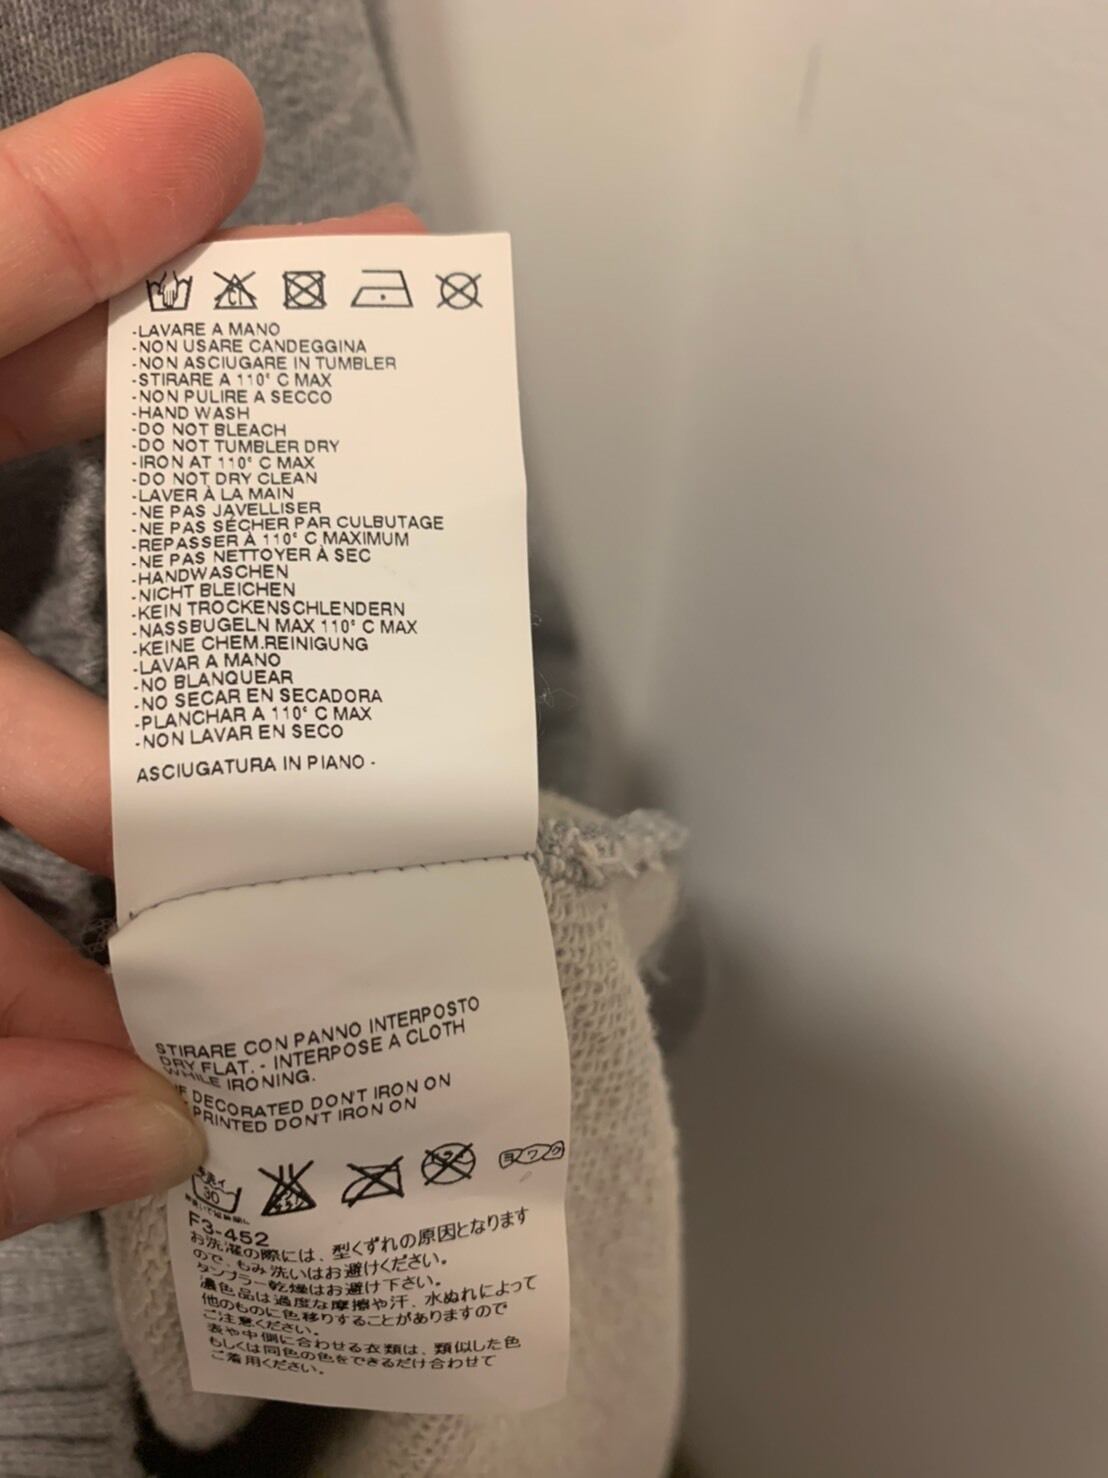 -LAVARE A MANO
-NON USARE CANDEGGINA
-NON ASCIUGARE IN TUMBLER
-STIRARE A 110° C MAX
-NON PULIRE A SECCO
-HAND WASH
-DO NOT BLEACH
-DO NOT TUMBLER DRY
-IRON AT 110° C MAX
-DO NOT DRY CLEAN
-LAVER À LA MAIN
-NE PAS JAVELLISER
-NE PAS SÉCHER PAR CULBUTAGE
-REPASSER À 110° C MAXIMUM
-NE PAS NETTOYER À SEC
-HANDWASCHEN
-NICHT BLEICHEN
-KEIN TROCKENSCHLENDERN
-NASSBUGELN MAX 110° C MAX
-KEINE CHEM.REINIGUNG
-LAVAR A MANO
-NO BLANQUEAR
-NO SECAR EN SECADORA
-PLANCHAR A 110° C MAX
-NON LAVAR EN SECO
ASCIUGATURA IN PIANO -
STIRARE CON PANNO INTERPOSTO
DRY FLAT. - INTERPOSE A CLOTH
WHILE IRONING.
IF DECORATED DON'T IRON ON
PRINTED DON'T IRON ON
30 ヨワク
F3-452
お洗濯の際には、型くずれの原因となります
ので、もみ洗いはお避けください。
タンブラー乾燥はお避け下さい。
濃色品は過度な摩擦や汗、水ぬれによって
他のものに色移りすることがありますので
ご注意ください。
表や中側に合わせる衣類は、類似した色
もしくは同色の色をできるだけ合わせて
ご着用ください。